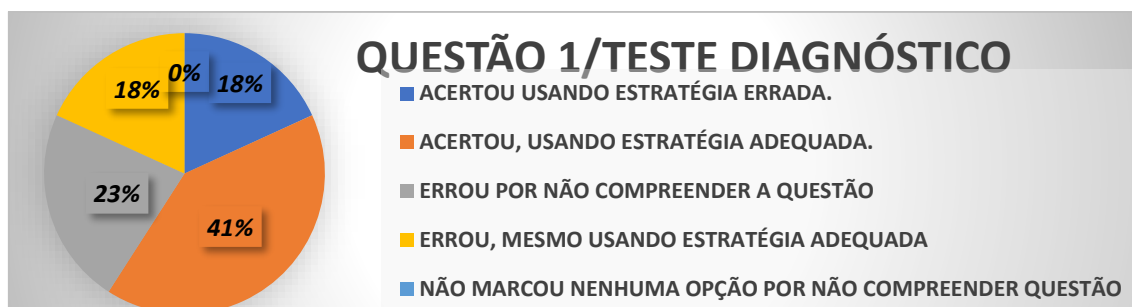 QUESTÃO 1/TESTE DIAGNÓSTICO
0%
18%
18%
23%
41%
ACERTOU USANDO ESTRATÉGIA ERRADA.
ACERTOU, USANDO ESTRATÉGIA ADEQUADA.
ERROU POR NÃO COMPREENDER A QUESTÃO
ERROU, MESMO USANDO ESTRATÉGIA ADEQUADA
NÃO MARCOU NENHUMA OPÇÃO POR NÃO COMPREENDER QUESTÃO